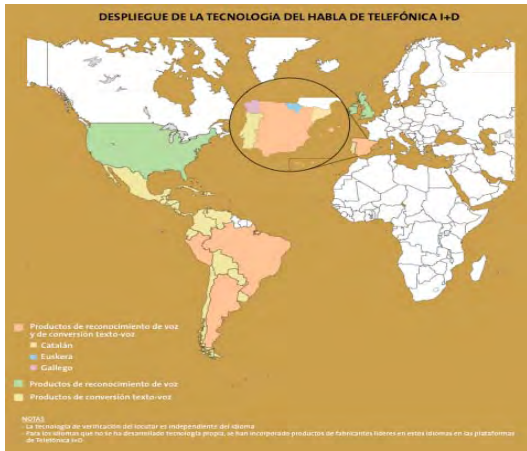 DESPLIEGUE DE LA TECNOLOGíA DEL HABLA DE TELEFÓNICA I+D
Productos de reconocimiento de voz
y de conversión texto-voz
Catalán
Euskera
Gallego
Productos de reconocimiento de voz
Productos de conversión texto-voz
NOTAS
- La tecnología de verificación del locutor es independiente del idioma
- Para los idiomas que no se ha desarrollado tecnología propia, se han incorporado productos de fabricantes líderes en estos idiomas en las plataformas
de Telefónica I+D